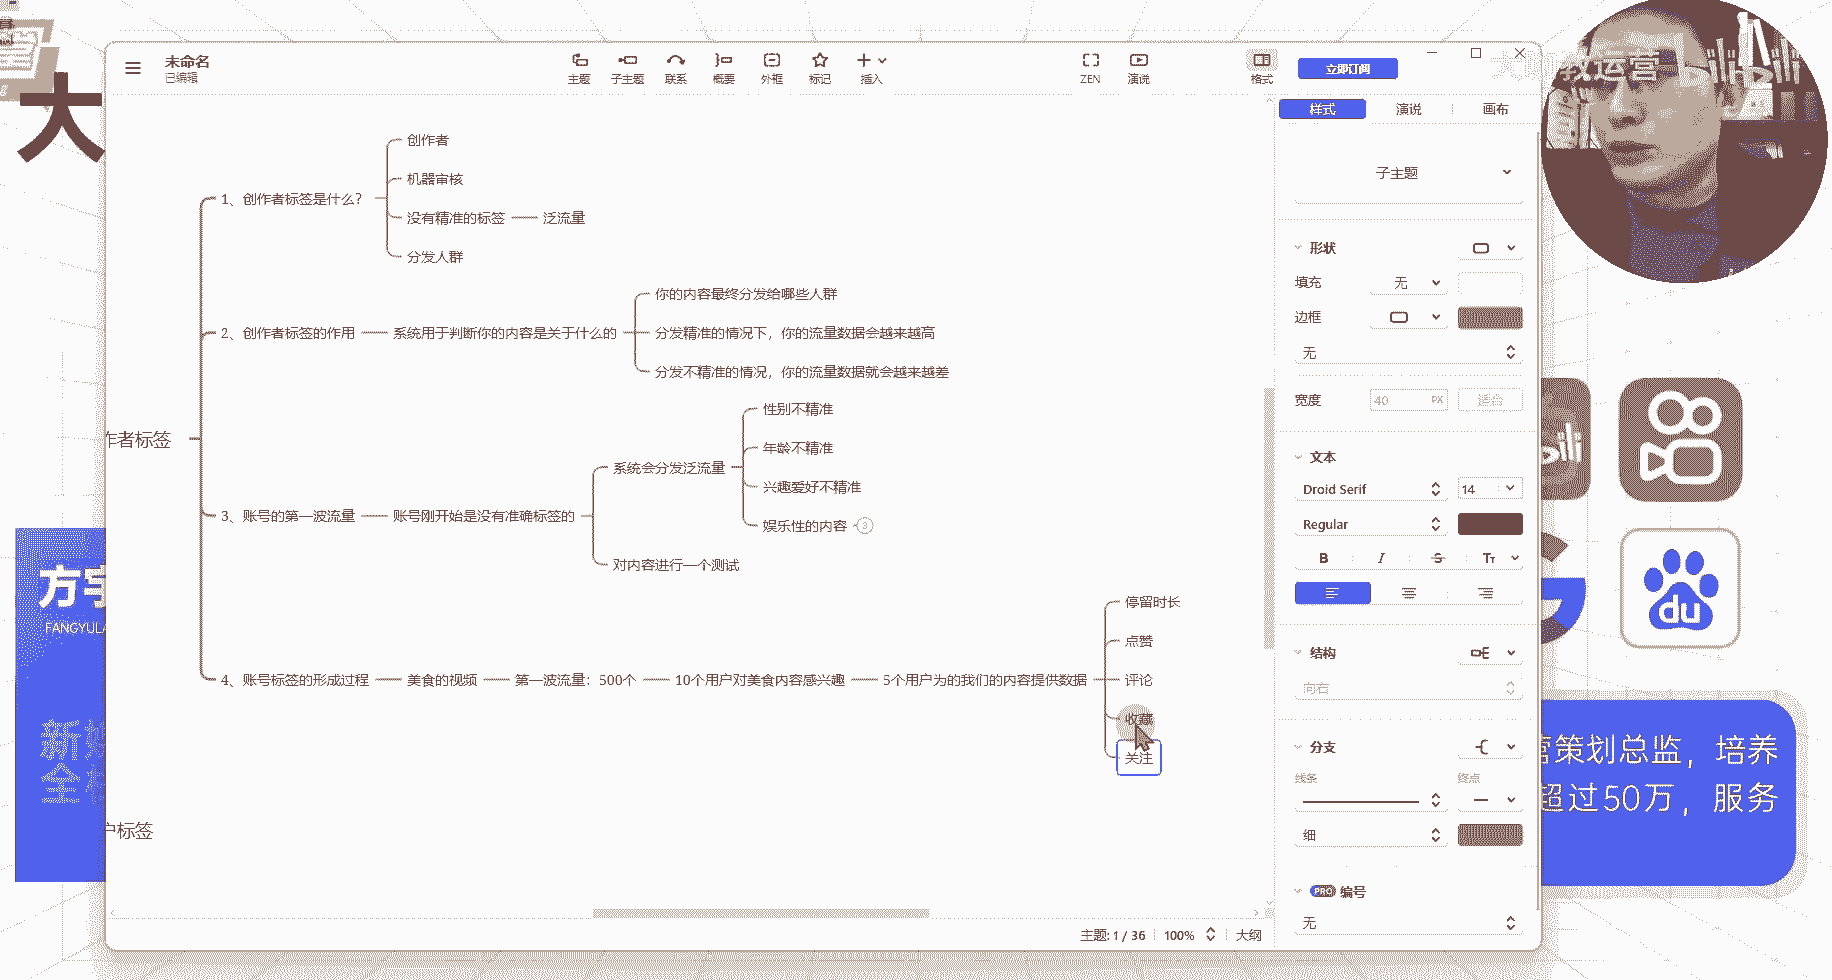 未命名
已编辑
主题
子主题
联系
概要
外框
标记
插入
ZEN
演说
格式
立即订阅
样式
演说
画布
大
找运营
作者标签
1、创作者标签是什么?
创作者
机器审核
没有精准的标签
泛流量
分发人群
2、创作者标签的作用
系统用于判断你的内容是关于什么的
你的内容最终分发给哪些人群
分发精准的情况下，你的流量数据会越来越高
分发不精准的情况，你的流量数据就会越来越差
3、账号的第一波流量
账号刚开始是没有准确标签的
系统会分发泛流量
性别不精准
年龄不精准
兴趣爱好不精准
娱乐性的内容
3
对内容进行一个测试
4、账号标签的形成过程
美食的视频
第一波流量：500个
10个用户对美食内容感兴趣
5个用户为的我们的内容提供数据
停留时长
点赞
评论
收藏
关注
户标签
子主题
形状
填充
无
边框
无
宽度
40
PX
适合
文本
Droid Serif
14
Regular
B
I
S
Tт
结构
向右
分支
线条
终点
细
PRO 编号
无
主题: 1 / 36
100%
大纲
方宇
FANGYULA
新
全
bili
du
营策划总监，培养
超过50万，服务